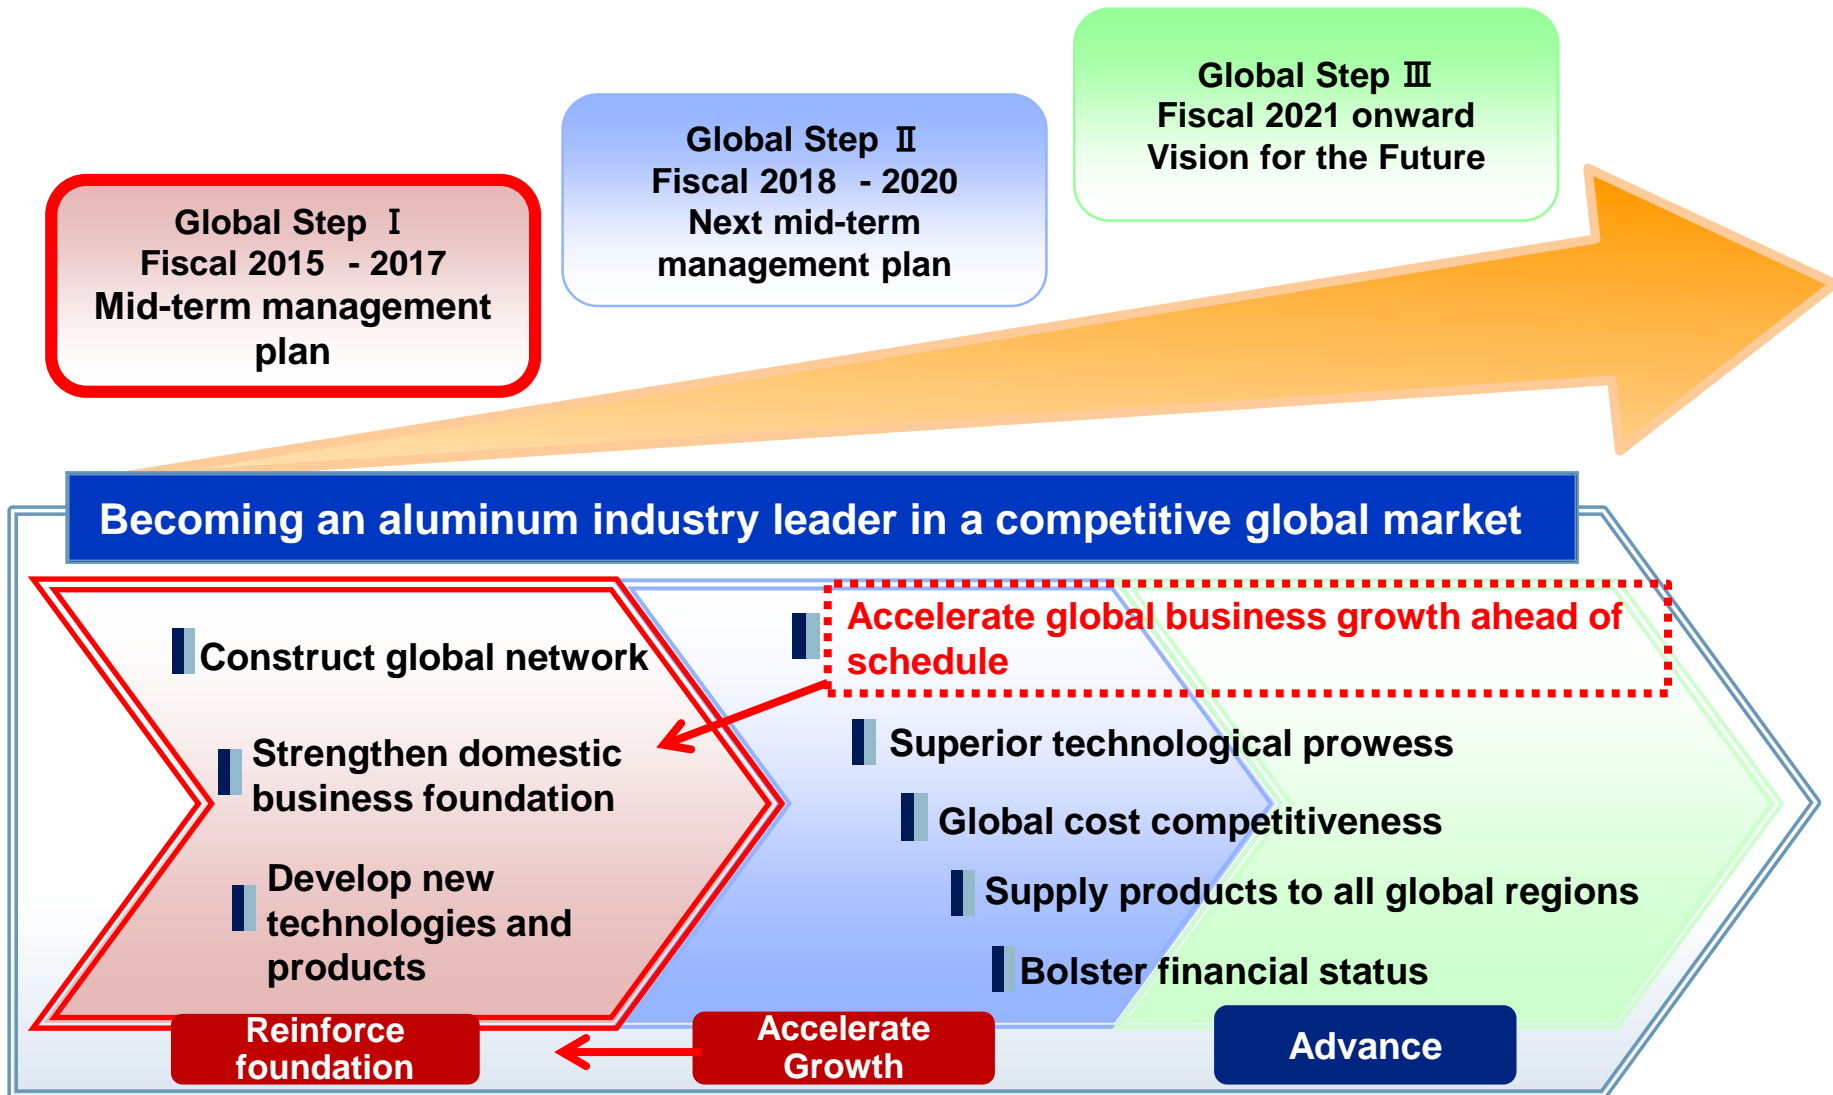 Global Step Ⅲ
Fiscal 2021 onward
Vision for the Future
Global Step Ⅱ
Fiscal 2018 - 2020
Next mid-term
management plan
Global Step Ⅰ
Fiscal 2015 - 2017
Mid-term management
plan
Becoming an aluminum industry leader in a competitive global market
Construct global network
Strengthen domestic
business foundation
Develop new
technologies and
products
Accelerate global business growth ahead of
schedule
Superior technological prowess
Global cost competitiveness
Supply products to all global regions
Bolster financial status
Reinforce
foundation
Accelerate
Growth
Advance